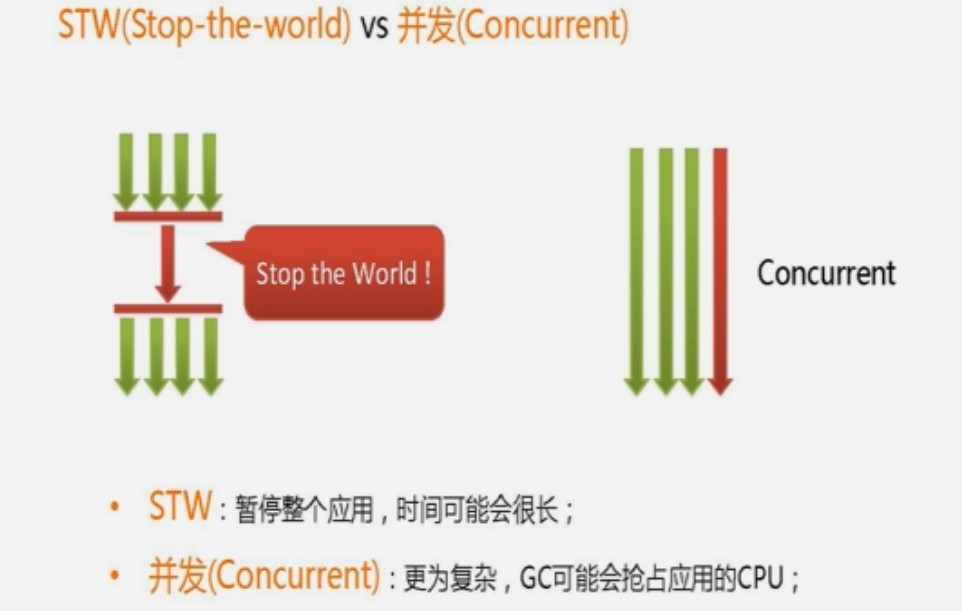 STW(Stop-the-world) vs 并发(Concurrent)
Stop the World !
Concurrent
• STW：暂停整个应用，时间可能会很长；
• 并发(Concurrent)：更为复杂，GC可能会抢占应用的CPU；